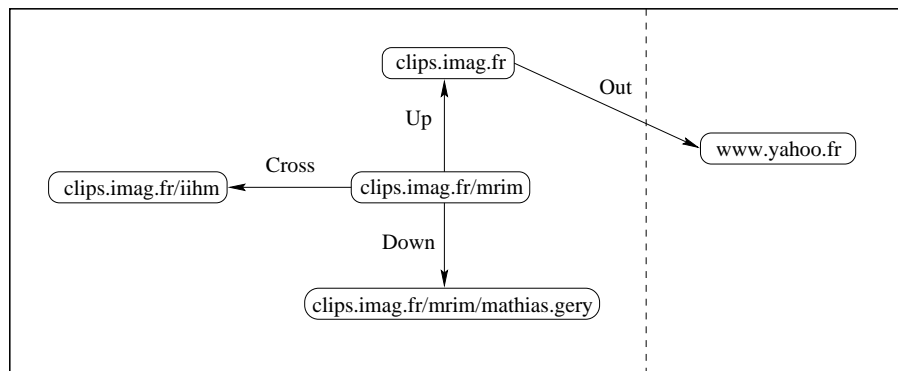 clips.imag.fr
Out
Up
www.yahoo.fr
Cross
clips.imag.fr/iihm
clips.imag.fr/mrim
Down
clips.imag.fr/mrim/mathias.gery